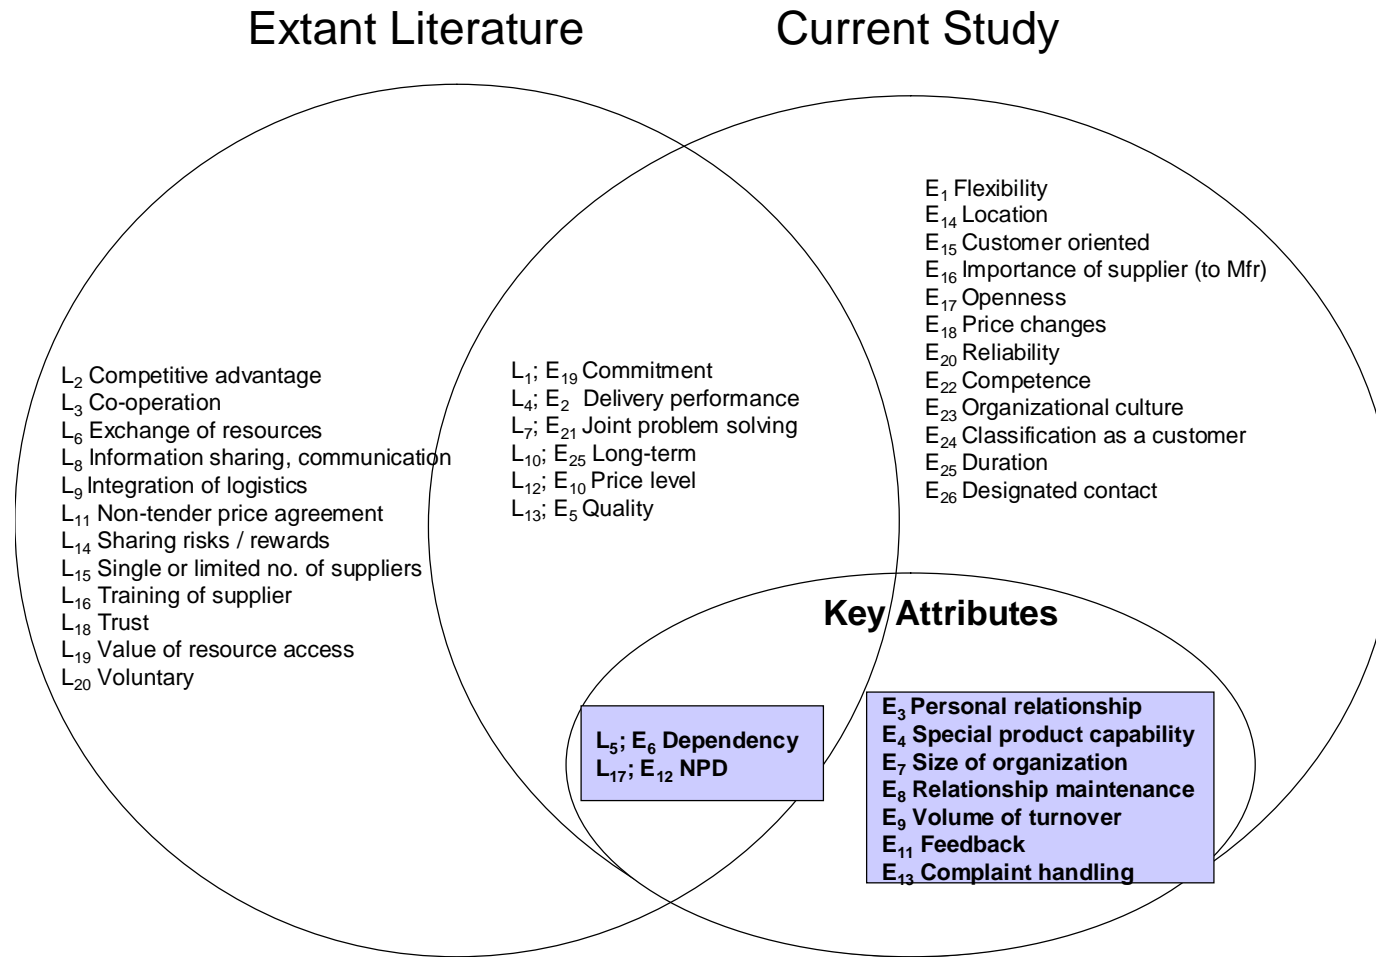 Extant Literature
Current Study
L2 Competitive advantage
L3 Co-operation
L6 Exchange of resources
L8 Information sharing, communication
L9 Integration of logistics
L11 Non-tender price agreement
L14 Sharing risks / rewards
L15 Single or limited no. of suppliers
L16 Training of supplier
L18 Trust
L19 Value of resource access
L20 Voluntary
L1; E19 Commitment
L4; E2 Delivery performance
L7; E21 Joint problem solving
L10; E25 Long-term
L12; E10 Price level
L13; E5 Quality
E1 Flexibility
E14 Location
E15 Customer oriented
E16 Importance of supplier (to Mfr)
E17 Openness
E18 Price changes
E20 Reliability
E22 Competence
E23 Organizational culture
E24 Classification as a customer
E25 Duration
E26 Designated contact
Key Attributes
L5; E6 Dependency
L17; E12 NPD
E3 Personal relationship
E4 Special product capability
E7 Size of organization
E8 Relationship maintenance
E9 Volume of turnover
E11 Feedback
E13 Complaint handling